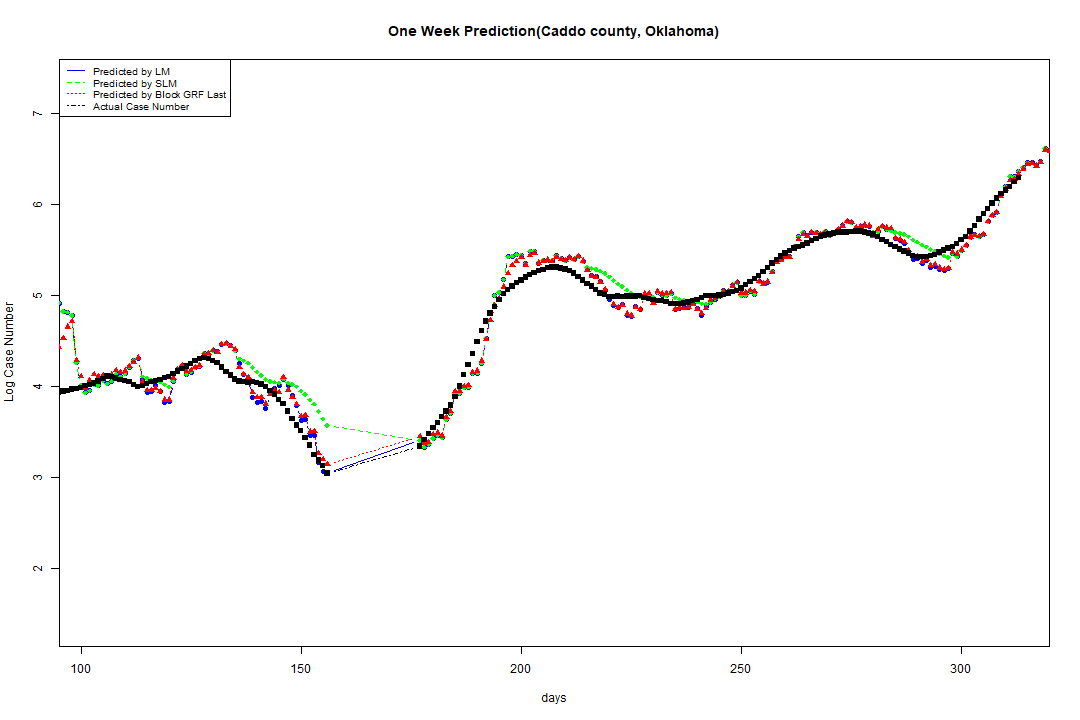 One Week Prediction(Caddo county, Oklahoma)
Predicted by LM
Predicted by SLM
Predicted by Block GRF Last
Actual Case Number
7
6
5
4
3
2
Log Case Number
100 150 200 250 300
days